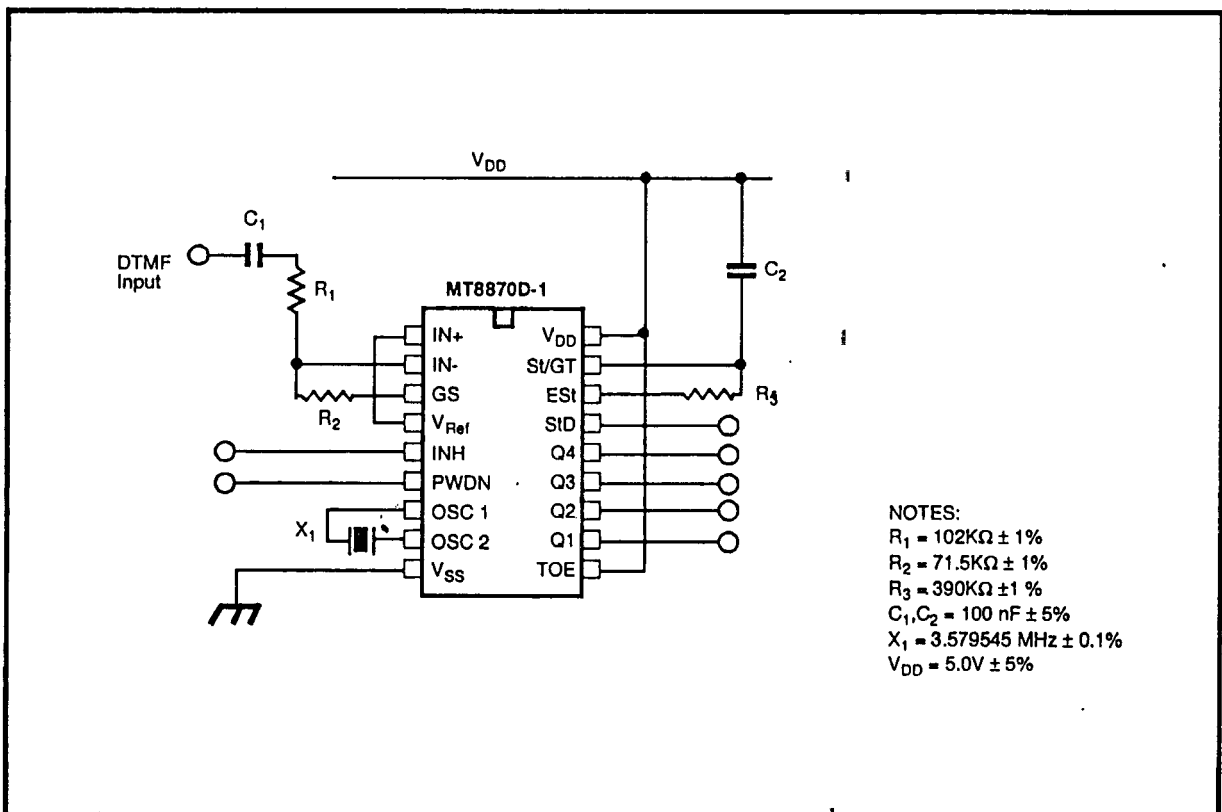 V_DD
C₁
DTMF
Input
R₁
C₂
MT8870D-1
IN+
IN-
GS
V_Ref
INH
PWDN
OSC 1
OSC 2
V_SS
V_DD
St/GT
ESt
StD
Q4
Q3
Q2
Q1
TOE
R₂
R₃
X₁
NOTES:
R₁ = 102KΩ ± 1%
R₂ = 71.5KΩ ± 1%
R₃ = 390KΩ ±1 %
C₁,C₂ = 100 nF ± 5%
X₁ = 3.579545 MHz ± 0.1%
V_DD = 5.0V ± 5%